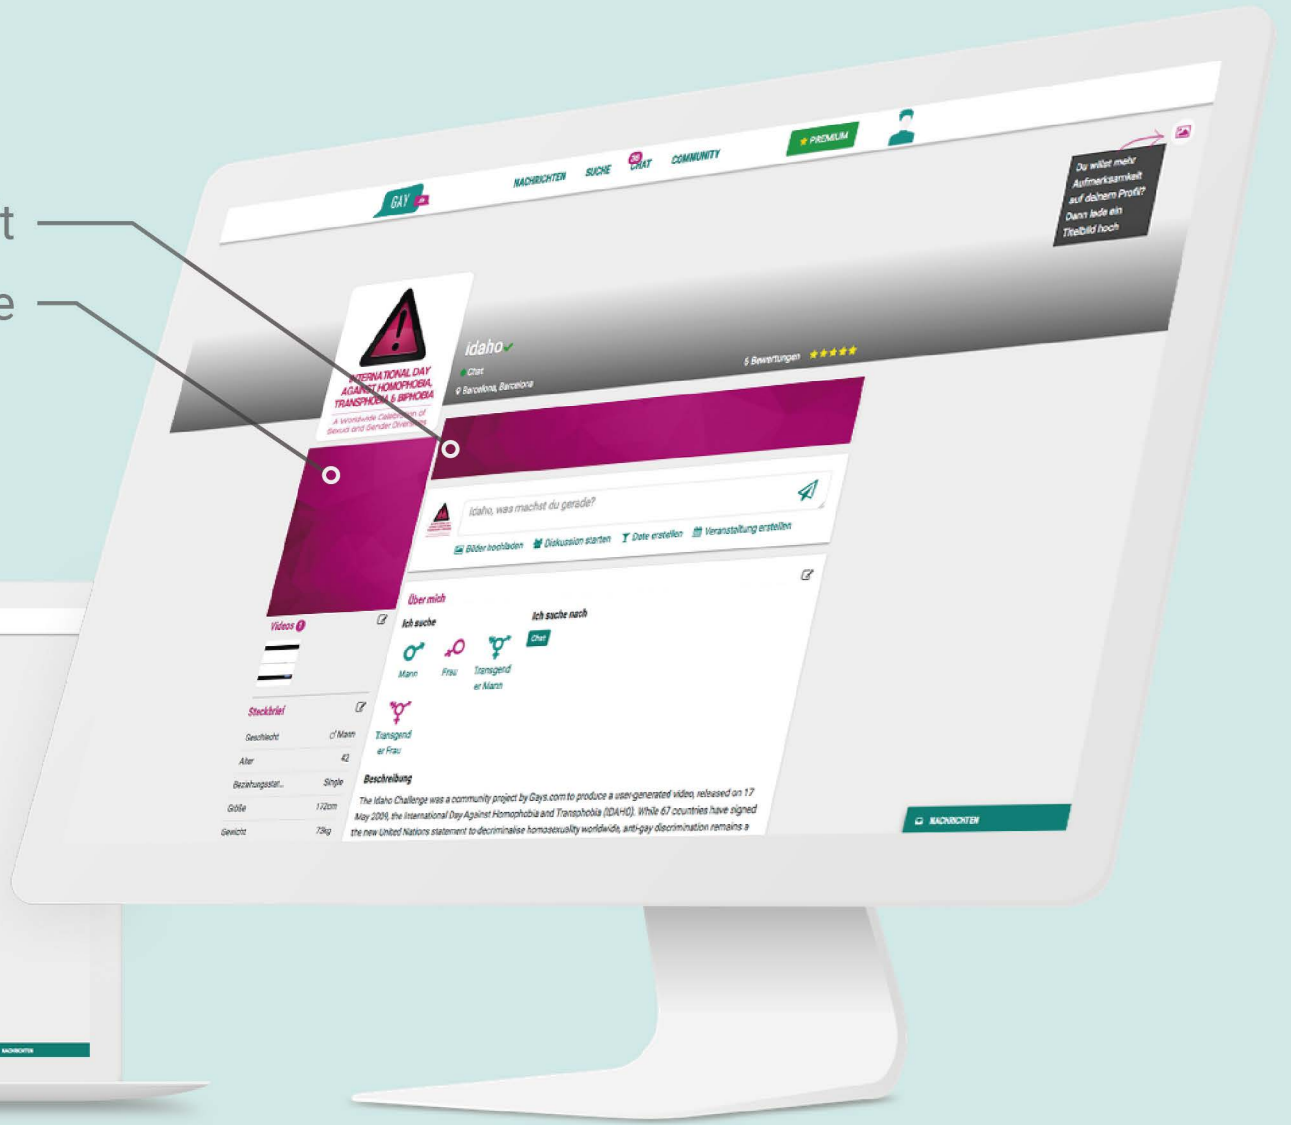 t
e
GAY
NACHRICHTEN
SUCHE
36
CHAT
COMMUNITY
★ PREMIUM
Du willst mehr
Aufmerksamkeit
auf deinem Profil?
Dann lade ein
Titelbild hoch
INTERNATIONAL DAY
AGAINST HOMOPHOBIA,
TRANSPHOBIA & BIPHOBIA
A Worldwide Celebration of
Sexual and Gender Diversities
idaho
Chat
Barcelona, Barcelona
5 Bewertungen
Idaho, was machst du gerade?
Bilder hochladen
Diskussion starten
Date erstellen
Veranstaltung erstellen
Videos
Steckbrief
Geschlecht
Mann
Alter
42
Beziehungsstat...
Single
Größe
172cm
Gewicht
73kg
Über mich
Ich suche
Mann
Frau
Transgend
er Mann
Transgend
er Frau
Ich suche nach
Chat
Beschreibung
The Idaho Challenge was a community project by Gays.com to produce a user-generated video, released on 17
May 2009, the International Day Against Homophobia and Transphobia (IDAHO). While 67 countries have signed
the new United Nations statement to decriminalise homosexuality worldwide, anti-gay discrimination remains a
NACHRICHTEN
NACHRICHTEN